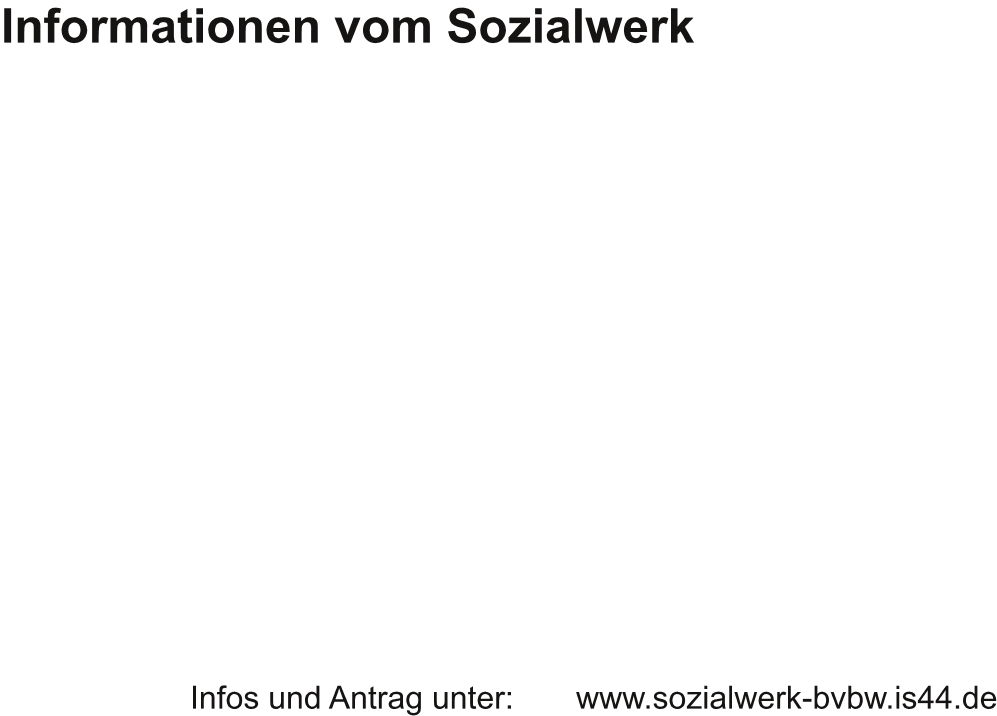 Informationen vom Sozialwerk
Infos und Antrag unter: www.sozialwerk-bvbw.is44.de